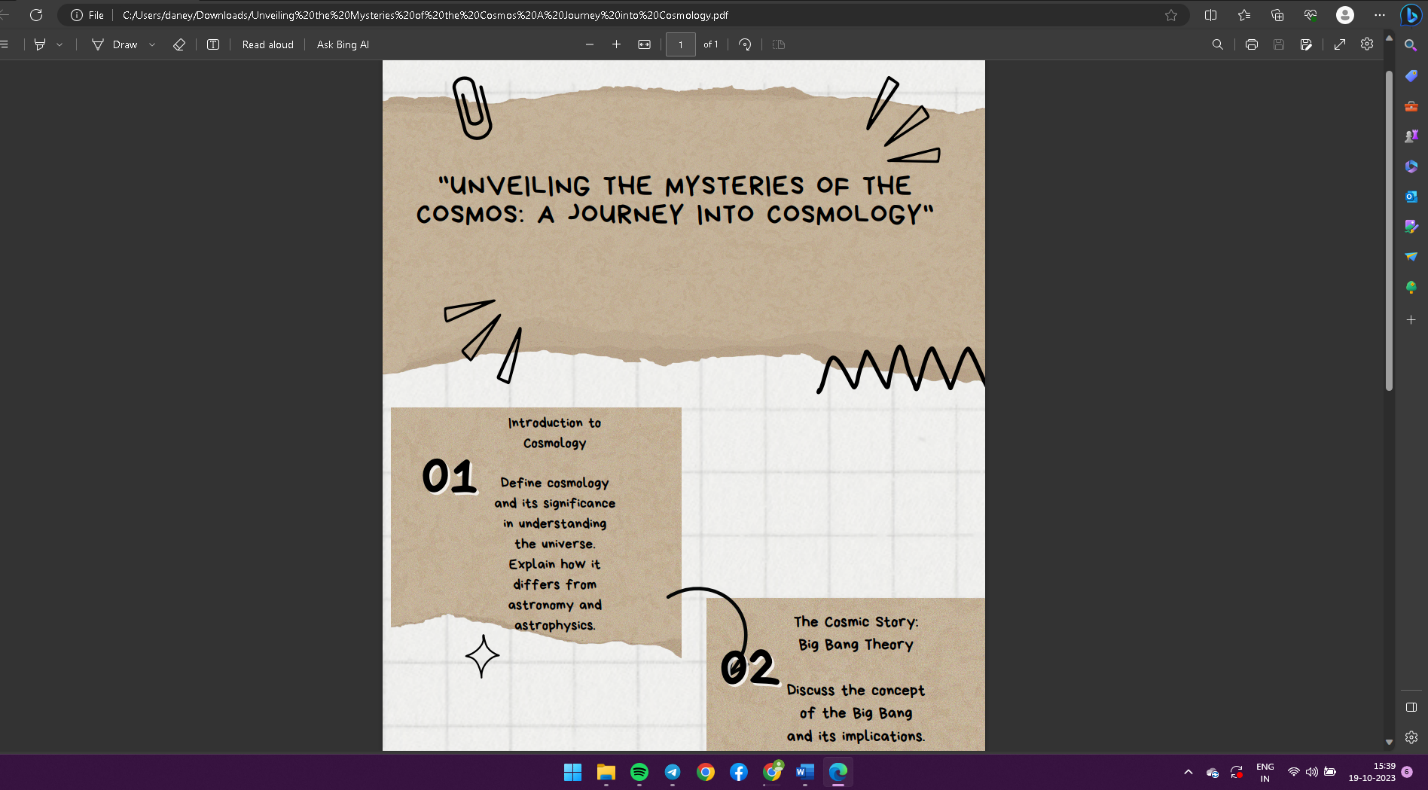 File
C:/Users/daney/Downloads/Unveiling%20the%20Mysteries%20of%20the%20Cosmos%20A%20Journey%20into%20Cosmology.pdf
Draw
Read aloud
Ask Bing AI
1
of 1
"UNVEILING THE MYSTERIES OF THE
COSMOS: A JOURNEY INTO COSMOLOGY"
Introduction to
Cosmology
01
Define cosmology
and its significance
in understanding
the universe.
Explain how it
differs from
astronomy and
astrophysics.
The Cosmic Story:
Big Bang Theory
02
Discuss the concept
of the Big Bang
and its implications.
ENG
IN
15:39
19-10-2023
6